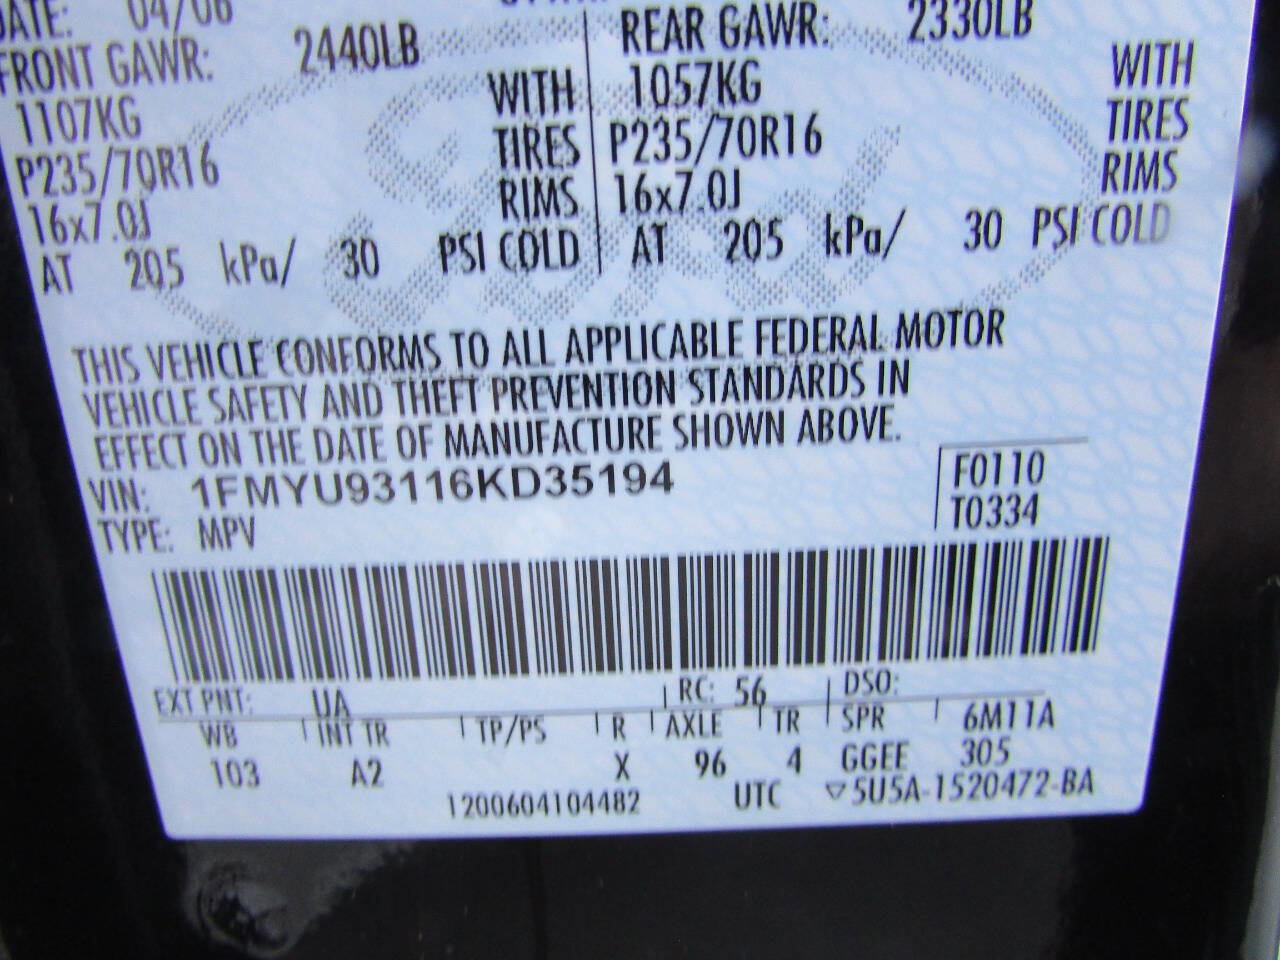 DATE: 04/06
FRONT GAWR: 2440LB
1107KG WITH
P235/70R16 TIRES
16x7.0J RIMS
AT 205 kPa/ 30 PSI COLD
REAR GAWR: 2330LB
1057KG WITH
P235/70R16 TIRES
16x7.0J RIMS
AT 205 kPa/ 30 PSI COLD
THIS VEHICLE CONFORMS TO ALL APPLICABLE FEDERAL MOTOR
VEHICLE SAFETY AND THEFT PREVENTION STANDARDS IN
EFFECT ON THE DATE OF MANUFACTURE SHOWN ABOVE.
VIN: 1FMYU93116KD35194
TYPE: MPV
F0110
T0334
EXT PNT: UA RC: 56 DSO:
WB INT TR TP/PS R AXLE TR SPR 6M11A
103 A2 X 96 4 GGEE 305
1200604104482 UTC ▽5U5A-1520472-BA